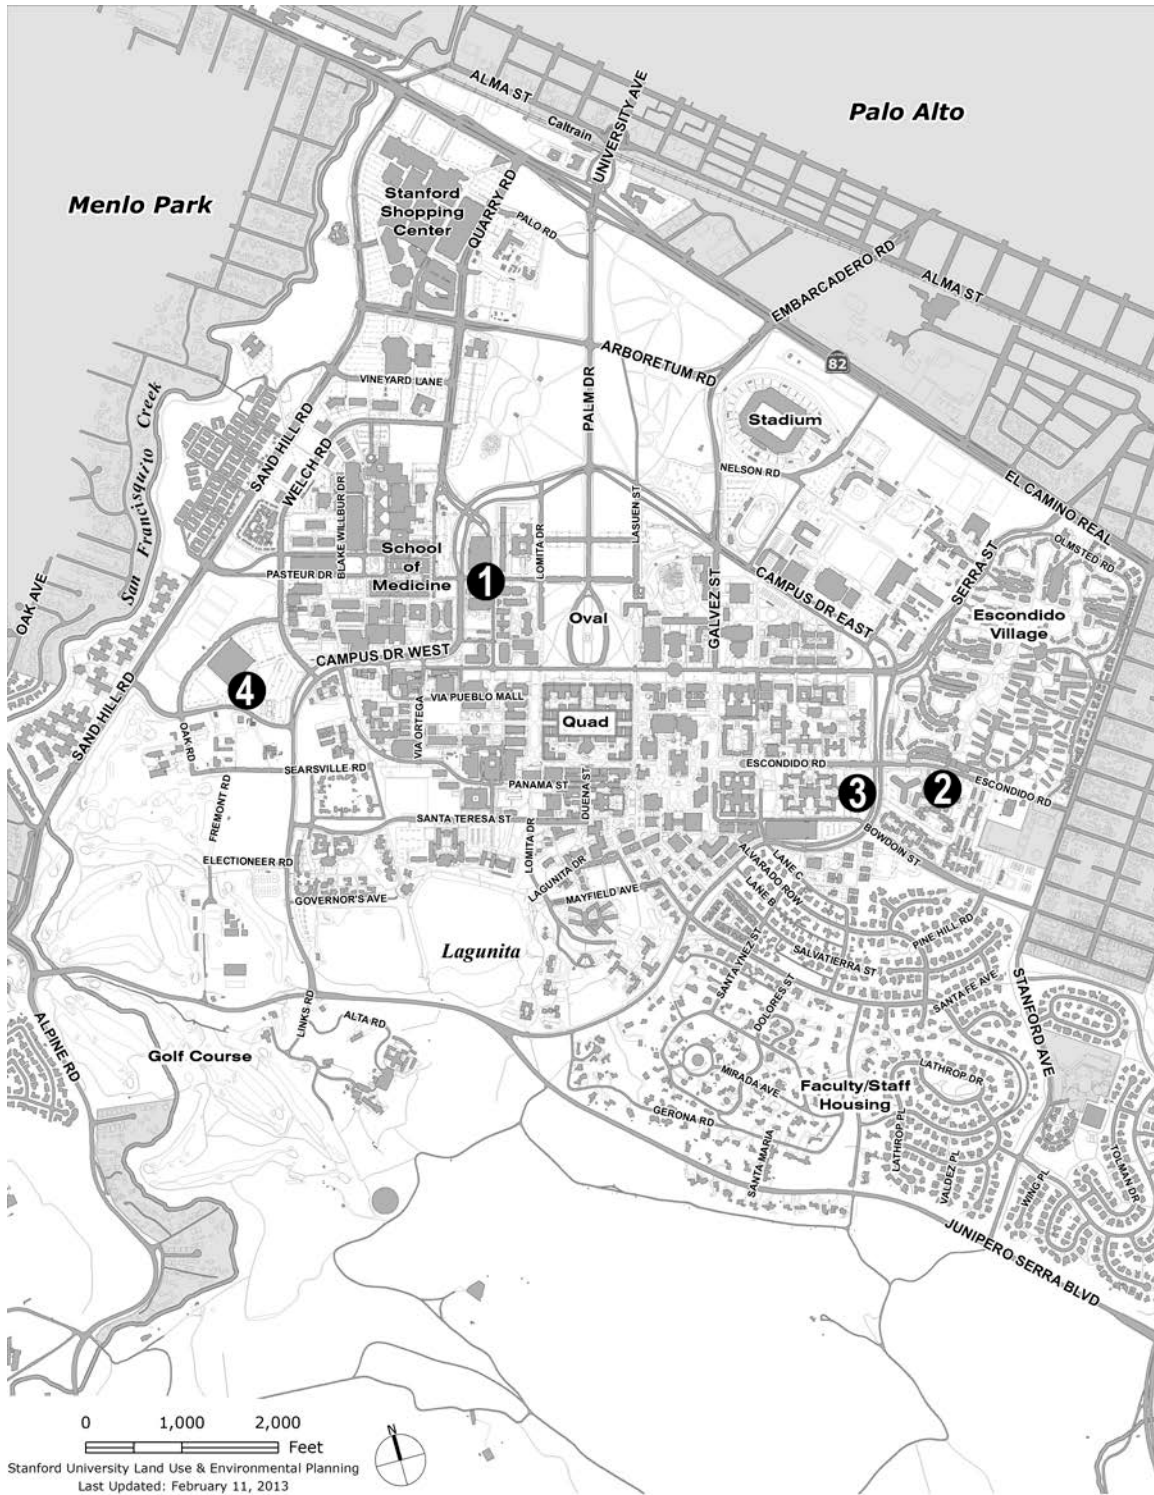 ALMA ST
Caltrain
UNIVERSITY AVE
Palo Alto
Menlo Park
Stanford
Shopping
Center
QUARRY RD
PALO RD
EMBARCADERO RD
ALMA ST
82
ARBORETUM RD
PALM DR
VINEYARD LANE
San Francisquito Creek
SAND HILL RD
WELCH RD
Stadium
NELSON RD
EL CAMINO REAL
BLAKE WILLBUR DR
LASUEN ST
LOMITA DR
School
of
Medicine
PASTEUR DR
1
OLMSTED RD
SERRA ST
CAMPUS DR EAST
GALVEZ ST
Oval
Escondido
Village
OAK AVE
CAMPUS DR WEST
4
VIA PUEBLO MALL
Quad
SAND HILL RD
OAK RD
VIA ORTEGA
SEARSVILLE RD
ESCONDIDO RD
3
2
ESCONDIDO RD
PANAMA ST
DUENA ST
FREMONT RD
SANTA TERESA ST
BOWDOIN ST
LOMITA DR
ELECTIONEER RD
LAGUNITA DR
MAYFIELD AVE
GOVERNOR'S AVE
LANE C
ALVARADO ROW
LANE B
PINE HILL RD
Lagunita
SANTA YNEZ ST
SALVATIERRA ST
SANTA FE AVE
DOLORES ST
STANFORD AVE
LINKS RD
ALTA RD
ALPINE RD
Golf Course
LATHROP DR
MIRADA AVE
Faculty/Staff
Housing
GERONA RD
LATHROP PL
SANTA MARIA
VALDEZ PL
WING PL
TOLMAN DR
JUNIPERO SERRA BLVD
0 1,000 2,000
Feet
N
Stanford University Land Use & Environmental Planning
Last Updated: February 11, 2013